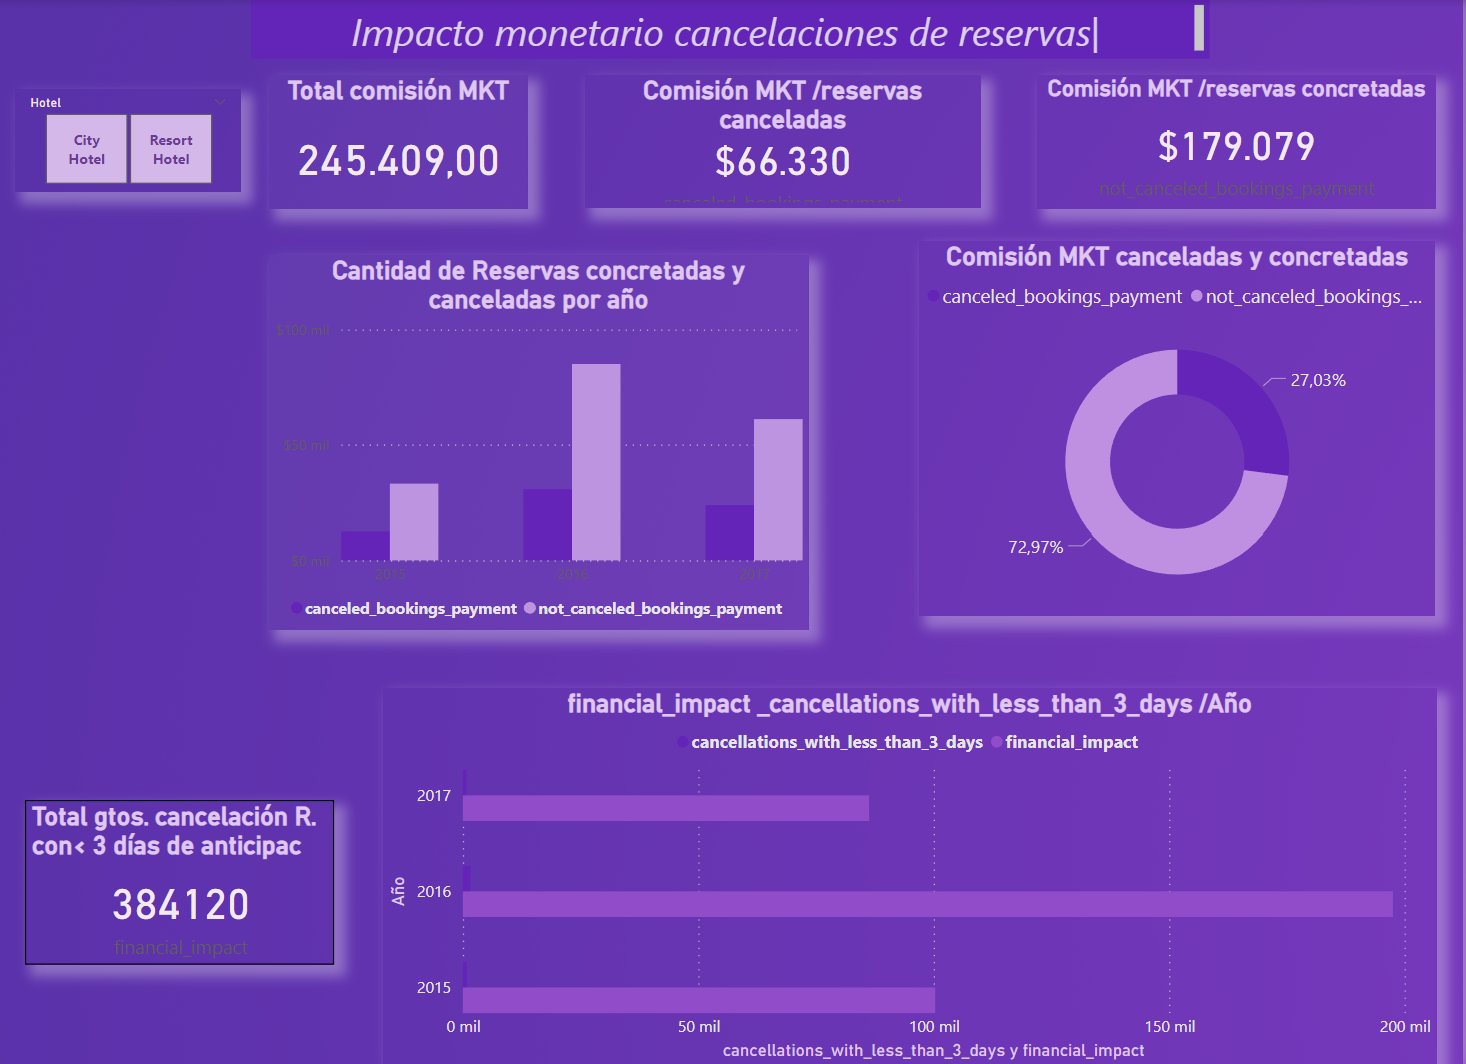 Impacto monetario cancelaciones de reservas
Hotel
City
Hotel
Resort
Hotel
Total comisión MKT
245.409,00
Comisión MKT /reservas
canceladas
$66.330
canceled_bookings_payment
Comisión MKT /reservas concretadas
$179.079
not_canceled_bookings_payment
Cantidad de Reservas concretadas y
canceladas por año
$100 mil
$50 mil
$0 mil
2015
2016
2017
canceled_bookings_payment
not_canceled_bookings_payment
Comisión MKT canceladas y concretadas
canceled_bookings_payment
not_canceled_bookings_...
27,03%
72,97%
Total gtos. cancelación R.
con< 3 días de anticipac
384120
financial_impact
financial_impact _cancellations_with_less_than_3_days /Año
cancellations_with_less_than_3_days
financial_impact
Año
2017
2016
2015
0 mil
50 mil
100 mil
150 mil
200 mil
cancellations_with_less_than_3_days y financial_impact